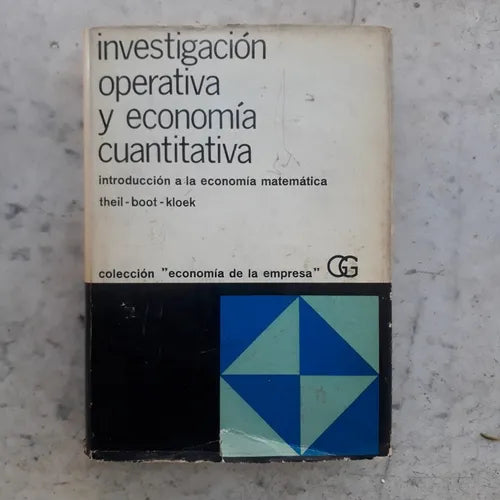 investigación
operativa
y economía
cuantitativa
introducción a la economía matemática
theil-boot-kloek
colección "economía de la empresa" GG